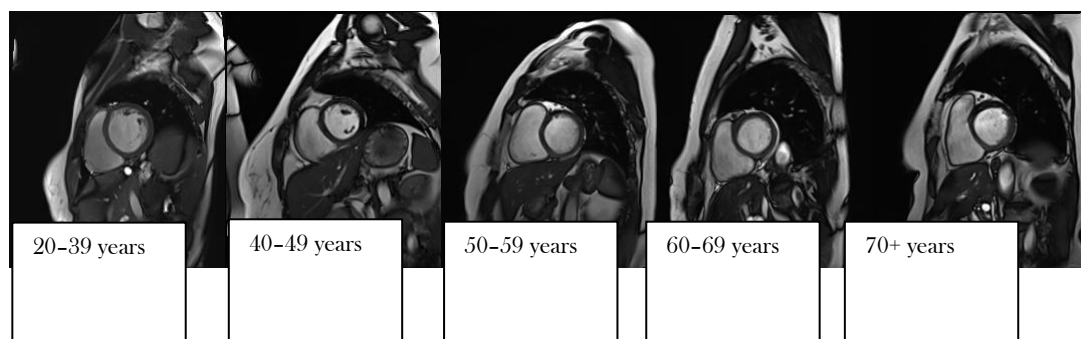 20–39 years
40–49 years
50–59 years
60–69 years
70+ years